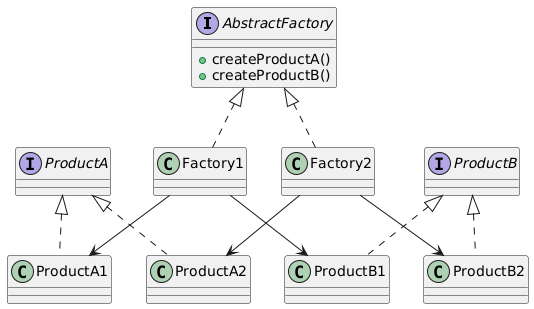 I AbstractFactory
createProductA()
createProductB()
I ProductA
C Factory1
C Factory2
I ProductB
C ProductA1
C ProductA2
C ProductB1
C ProductB2